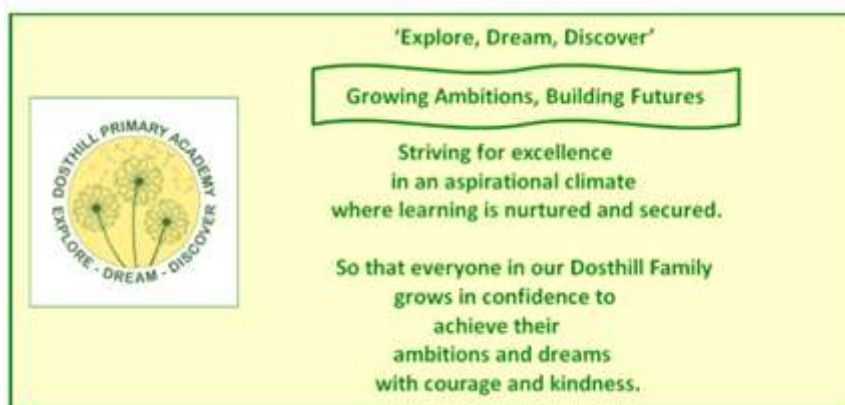 ‘Explore, Dream, Discover’
Growing Ambitions, Building Futures
DOSTHILL PRIMARY ACADEMY
EXPLORE - DREAM - DISCOVER
Striving for excellence
in an aspirational climate
where learning is nurtured and secured.
So that everyone in our Dosthill Family
grows in confidence to
achieve their
ambitions and dreams
with courage and kindness.